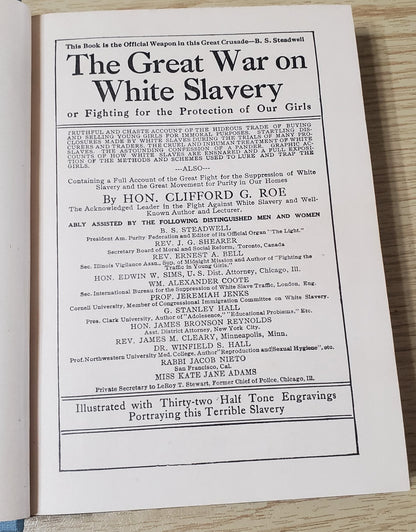 This Book is the Official Weapon in this Great Crusade—B. S. Steadwell
The Great War on
White Slavery
or Fighting for the Protection of Our Girls
TRUTHFUL AND CHASTE ACCOUNT OF THE HIDEOUS TRADE OF BUYING
AND SELLING YOUNG GIRLS FOR IMMORAL PURPOSES. STARTLING DIS-
CLOSURES MADE BY WHITE SLAVES DURING THE TRIALS OF MANY PRO-
CURERS AND TRADERS. THE CRUEL AND INHUMAN TREATMENT OF WHITE
SLAVES. THE ASTOUNDING CONFESSION OF A PANDER. GRAPHIC AC-
COUNTS OF HOW WHITE SLAVES ARE ENSNARED AND A FULL EXPOSI-
TION OF THE METHODS AND SCHEMES USED TO LURE AND TRAP THE
GIRLS.
—ALSO—
Containing a Full Account of the Great Fight for the Suppression of White
Slavery and the Great Movement for Purity in Our Homes
By HON. CLIFFORD G. ROE
The Acknowledged Leader in the Fight Against White Slavery and Well-
Known Author and Lecturer.
ABLY ASSISTED BY THE FOLLOWING DISTINGUISHED MEN AND WOMEN
B. S. STEADWELL
President Am. Purity Federation and Editor of its Official Organ "The Light."
REV. J. G. SHEARER
Secretary Board of Moral and Social Reform, Toronto, Canada
REV. ERNEST A. BELL
Sec. Illinois Vigilance Assn., Sup. of Midnight Mission and Author of "Fighting the
Traffic in Young Girls."
HON. EDWIN W. SIMS, U. S. Dist. Attorney, Chicago, Ill.
WM. ALEXANDER COOTE
Sec. International Bureau for the Suppression of White Slave Traffic, London, Eng.
PROF. JEREMIAH JENKS
Cornell University, Member of Congressional Immigration Committee on White Slavery.
G. STANLEY HALL
Pres. Clark University, Author of "Adolescence," "Educational Problems," Etc.
HON. JAMES BRONSON REYNOLDS
Asst. District Attorney, New York City.
REV. JAMES M. CLEARY, Minneapolis, Minn.
DR. WINFIELD S. HALL
Prof. Northwestern University Med. College, Author "Reproduction and Sexual Hygiene", etc.
RABBI JACOB NIETO
San Francisco, Cal.
MISS KATE JANE ADAMS
Private Secretary to LeRoy T. Stewart, Former Chief of Police, Chicago, Ill.
Illustrated with Thirty-two Half Tone Engravings
Portraying this Terrible Slavery